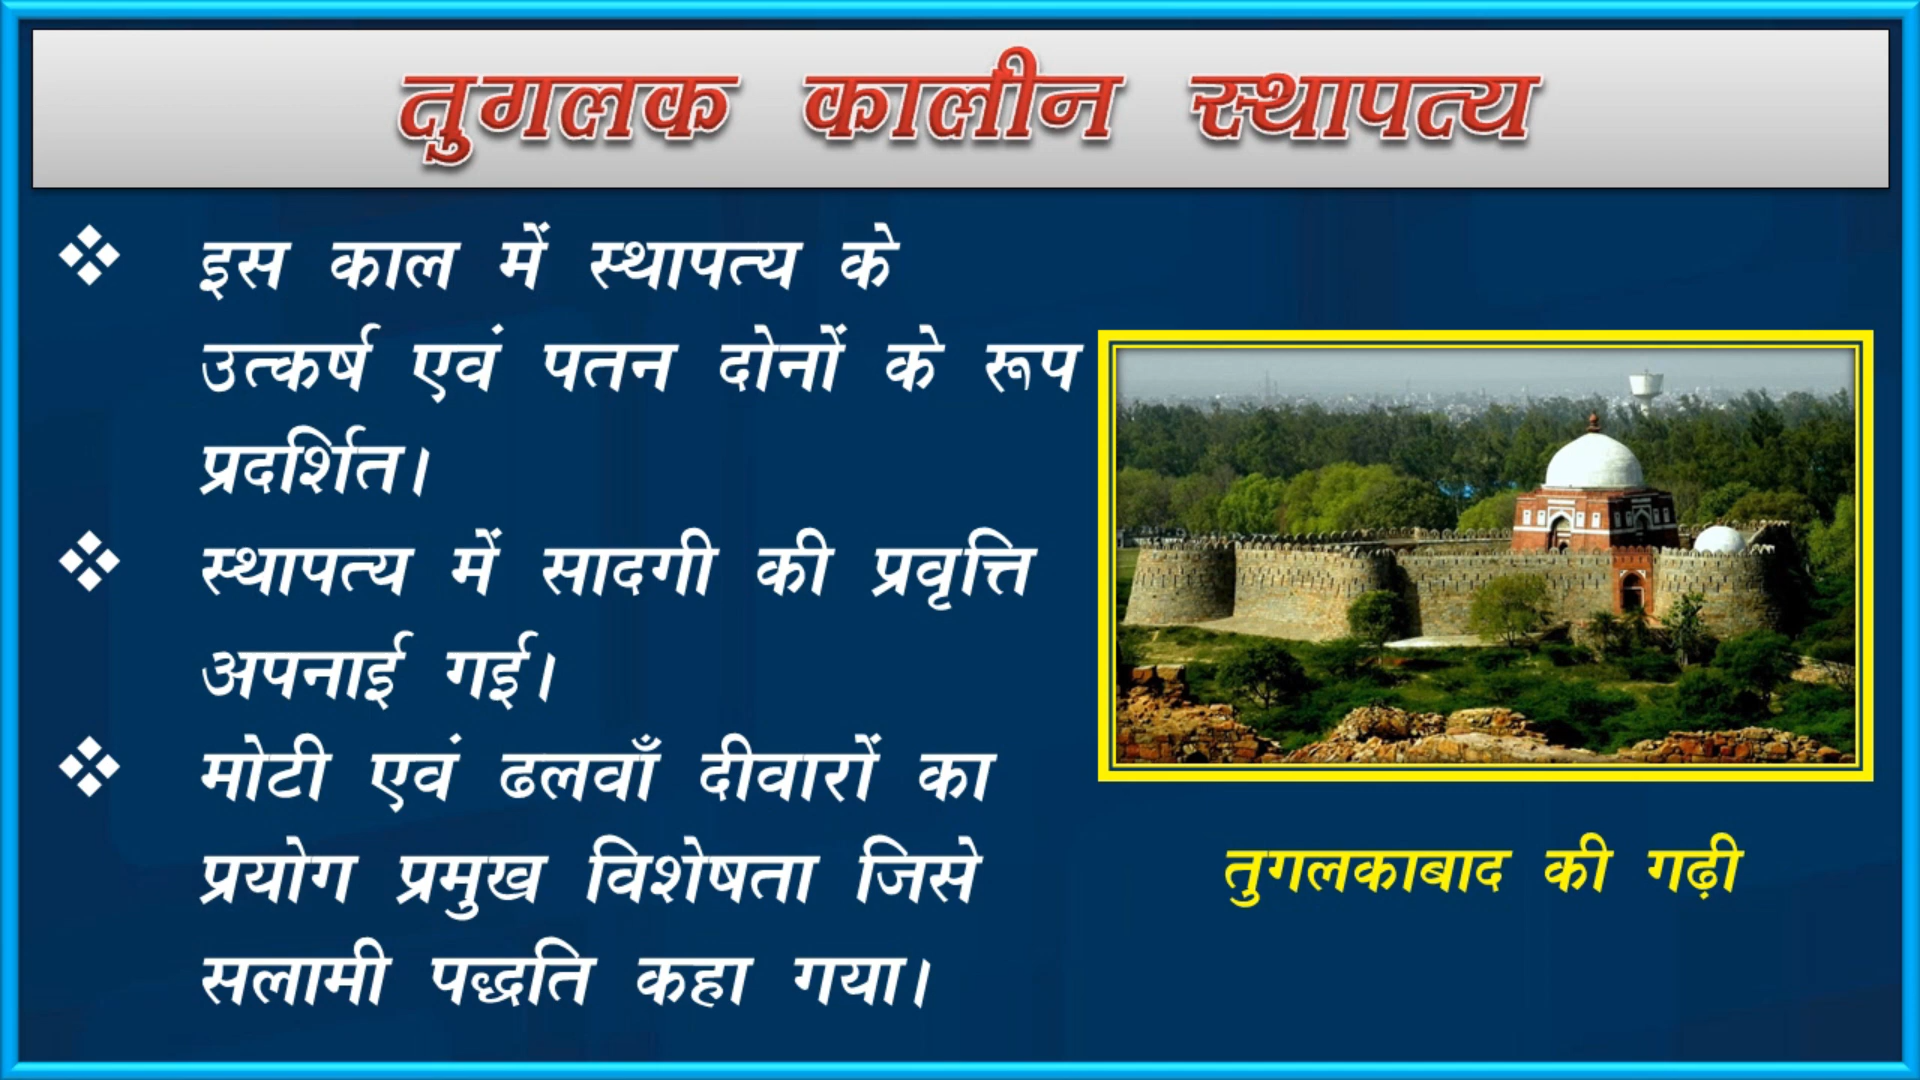 तुगलक कालीन स्थापत्य
❖ इस काल में स्थापत्य के
उत्कर्ष एवं पतन दोनों के रूप
प्रदर्शित।
❖ स्थापत्य में सादगी की प्रवृत्ति
अपनाई गई।
❖ मोटी एवं ढलवाँ दीवारों का
प्रयोग प्रमुख विशेषता जिसे
सलामी पद्धति कहा गया।
तुगलकाबाद की गढ़ी